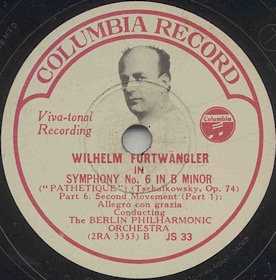 COLUMBIA RECORD
Viva-tonal
Recording
Columbia
WILHELM FURTWÄNGLER
IN
SYMPHONY No. 6 IN B MINOR
("PATHETIQUE") (Tschaikowsky, Op. 74)
Part 6. Second Movement (Part 1):
Allegro con grazia
Conducting
The BERLIN PHILHARMONIC
ORCHESTRA
(2RA 3353) B JS 33